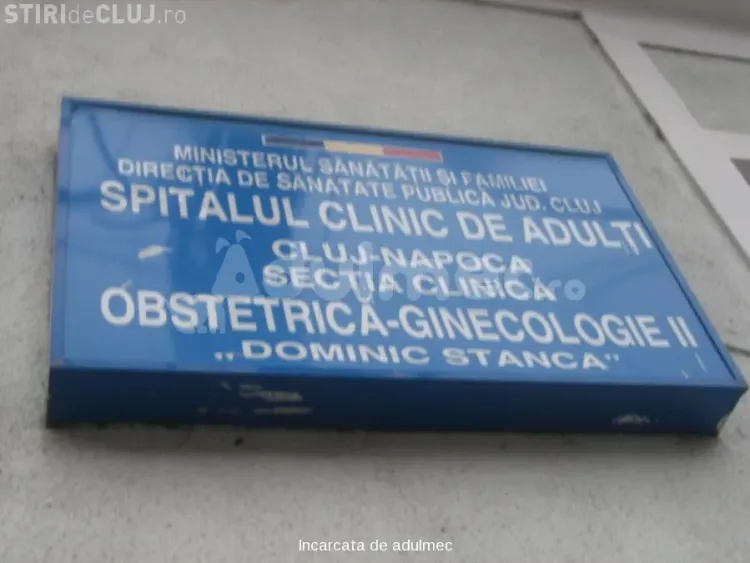 ȘTIRIdeCLUJ.ro
MINISTERUL SĂNĂTĂȚII ȘI FAMILIEI
DIRECȚIA DE SĂNĂTATE PUBLICĂ JUD. CLUJ
SPITALUL CLINIC DE ADULȚI
CLUJ-NAPOCA
SECȚIA CLINICĂ
OBSTETRICĂ-GINECOLOGIE II
„DOMINIC STANCA”
Incarcata de adulmec